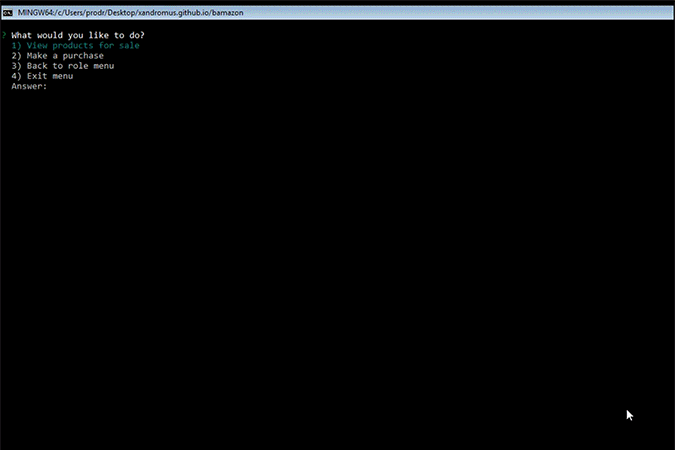 MINGW64:/c/Users/prodr/Desktop/xandromus.github.io/bamazon
? What would you like to do?
1) View products for sale
2) Make a purchase
3) Back to role menu
4) Exit menu
Answer: